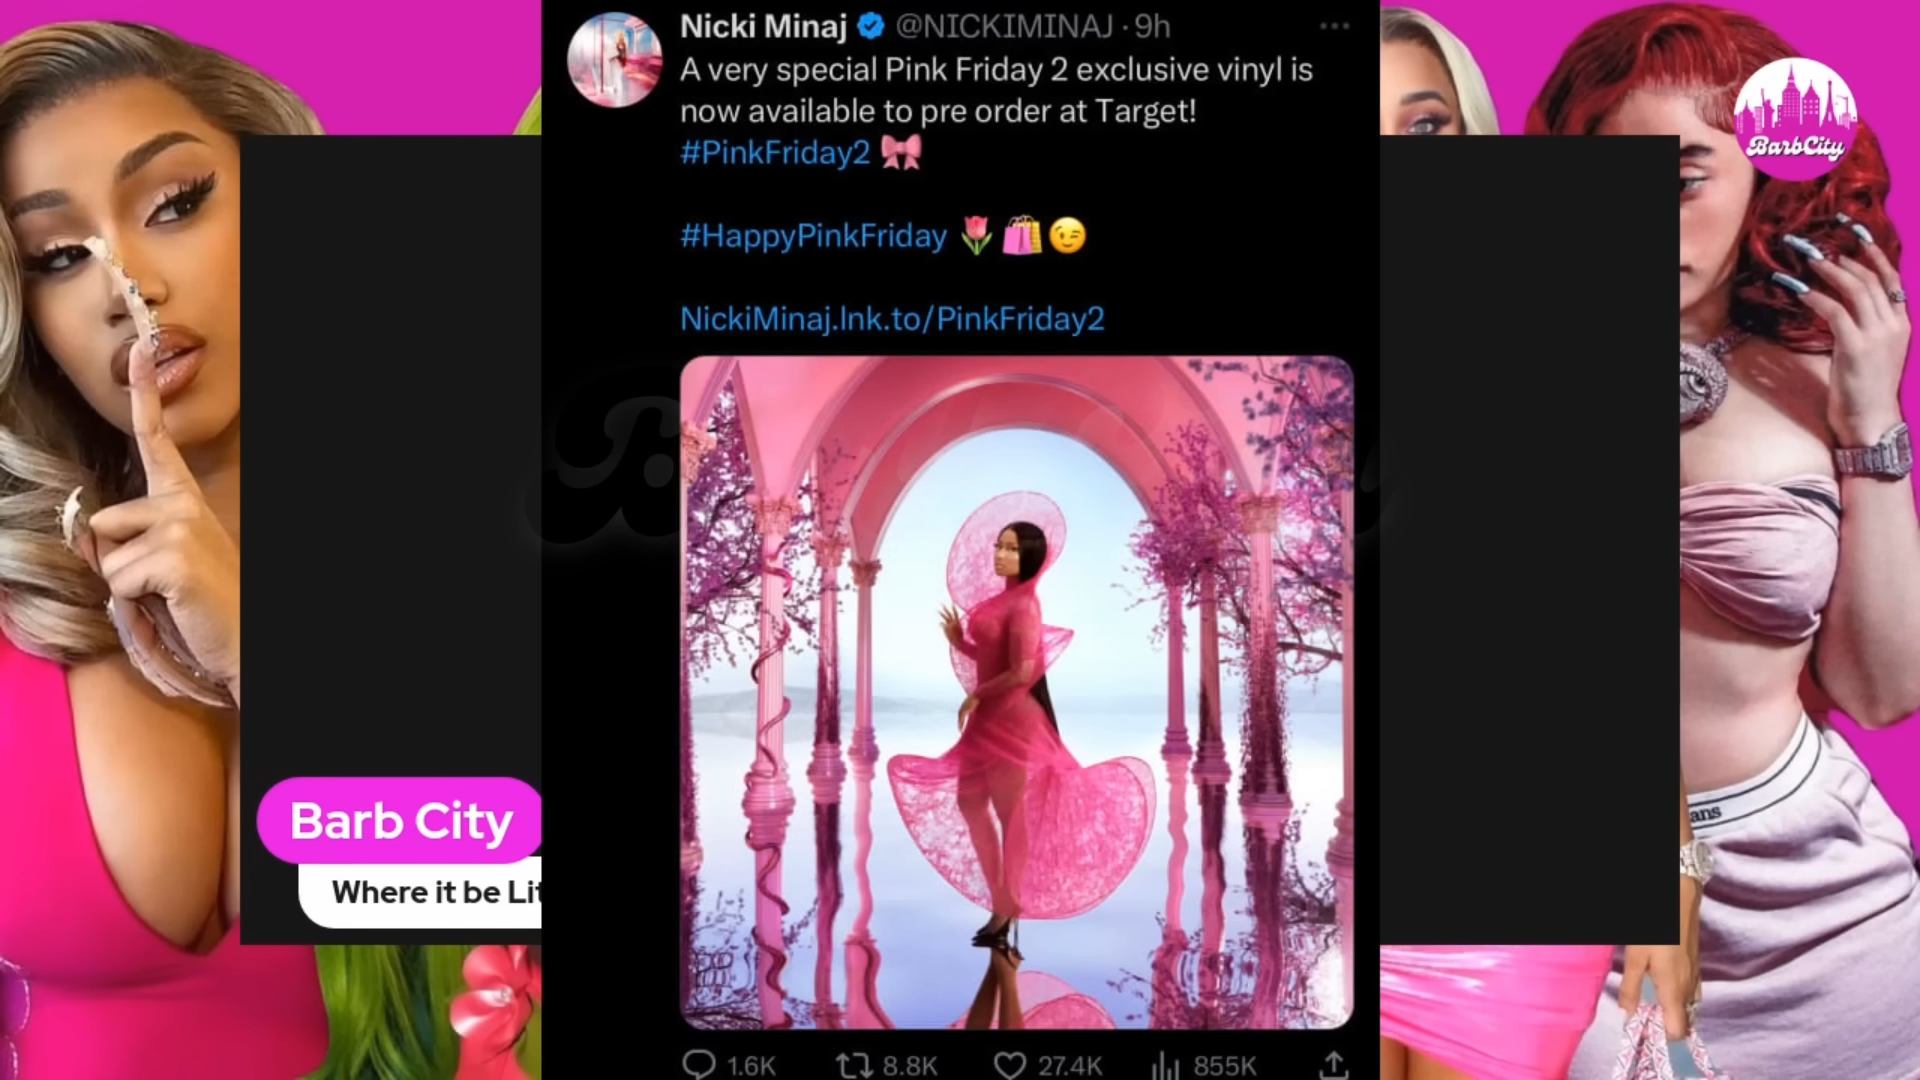 Nicki Minaj @NICKIMINAJ · 9h
A very special Pink Friday 2 exclusive vinyl is
now available to pre order at Target!
#PinkFriday2 🎀
#HappyPinkFriday 🌷🛍️😉
NickiMinaj.lnk.to/PinkFriday2
1.6K 8.8K 27.4K 855K
Barb City
Where it be Lit
BarbCity
ans